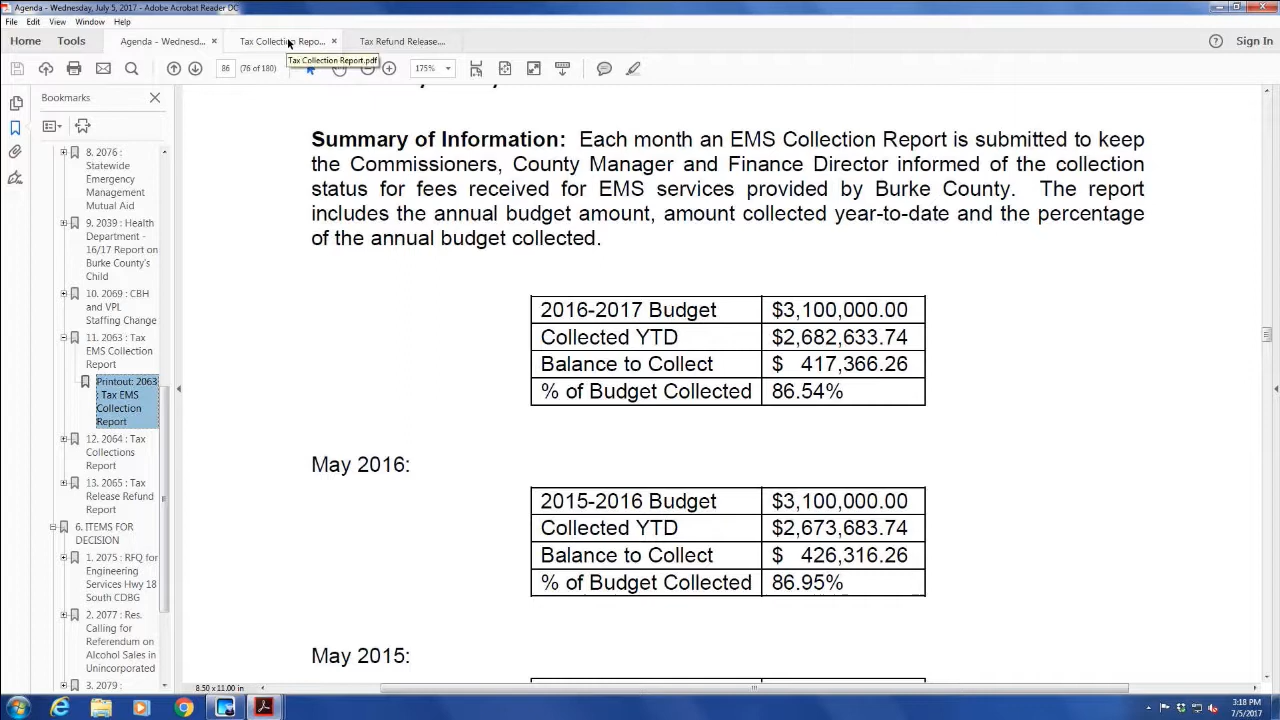 Agenda - Wednesday, July 5, 2017 - Adobe Acrobat Reader DC
File Edit View Window Help
Home Tools Agenda - Wednesd... × Tax Collection Repo... × Tax Refund Release...
Sign In
Tax Collection Report.pdf
86 (76 of 180) 175%
Bookmarks
8. 2076 :
Statewide
Emergency
Management
Mutual Aid
9. 2039 : Health
Department -
16/17 Report on
Burke County's
Child
10. 2069 : CBH
and VPL
Staffing Change
11. 2063 : Tax
EMS Collection
Report
Printout: 2063
: Tax EMS
Collection
Report
12. 2064 : Tax
Collections
Report
13. 2065 : Tax
Release Refund
Report
6. ITEMS FOR
DECISION
1. 2075 : RFQ for
Engineering
Services Hwy 18
South CDBG
2. 2077 : Res.
Calling for
Referendum on
Alcohol Sales in
Unincorporated
3. 2079 :
Summary of Information: Each month an EMS Collection Report is submitted to keep
the Commissioners, County Manager and Finance Director informed of the collection
status for fees received for EMS services provided by Burke County. The report
includes the annual budget amount, amount collected year-to-date and the percentage
of the annual budget collected.
2016-2017 Budget $3,100,000.00
Collected YTD $2,682,633.74
Balance to Collect $ 417,366.26
% of Budget Collected 86.54%
May 2016:
2015-2016 Budget $3,100,000.00
Collected YTD $2,673,683.74
Balance to Collect $ 426,316.26
% of Budget Collected 86.95%
May 2015:
8.50 x 11.00 in
3:18 PM
7/5/2017